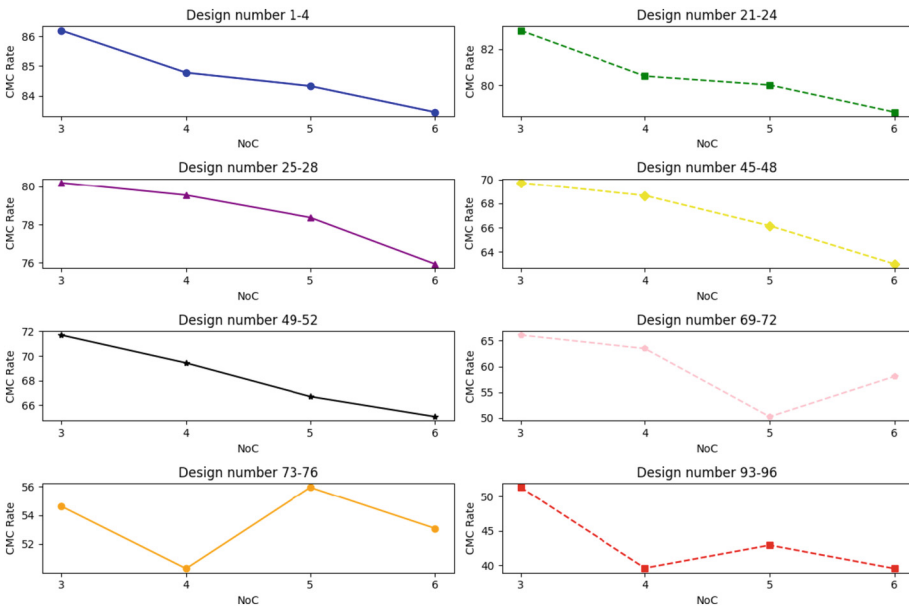 Design number 1-4
CMC Rate
86
85
84
3 4 5 6
NoC
Design number 21-24
CMC Rate
82
80
3 4 5 6
NoC
Design number 25-28
CMC Rate
80
78
76
3 4 5 6
NoC
Design number 45-48
CMC Rate
70
68
66
64
3 4 5 6
NoC
Design number 49-52
CMC Rate
72
70
68
66
3 4 5 6
NoC
Design number 69-72
CMC Rate
65
60
55
50
3 4 5 6
NoC
Design number 73-76
CMC Rate
56
54
52
3 4 5 6
NoC
Design number 93-96
CMC Rate
50
45
40
3 4 5 6
NoC